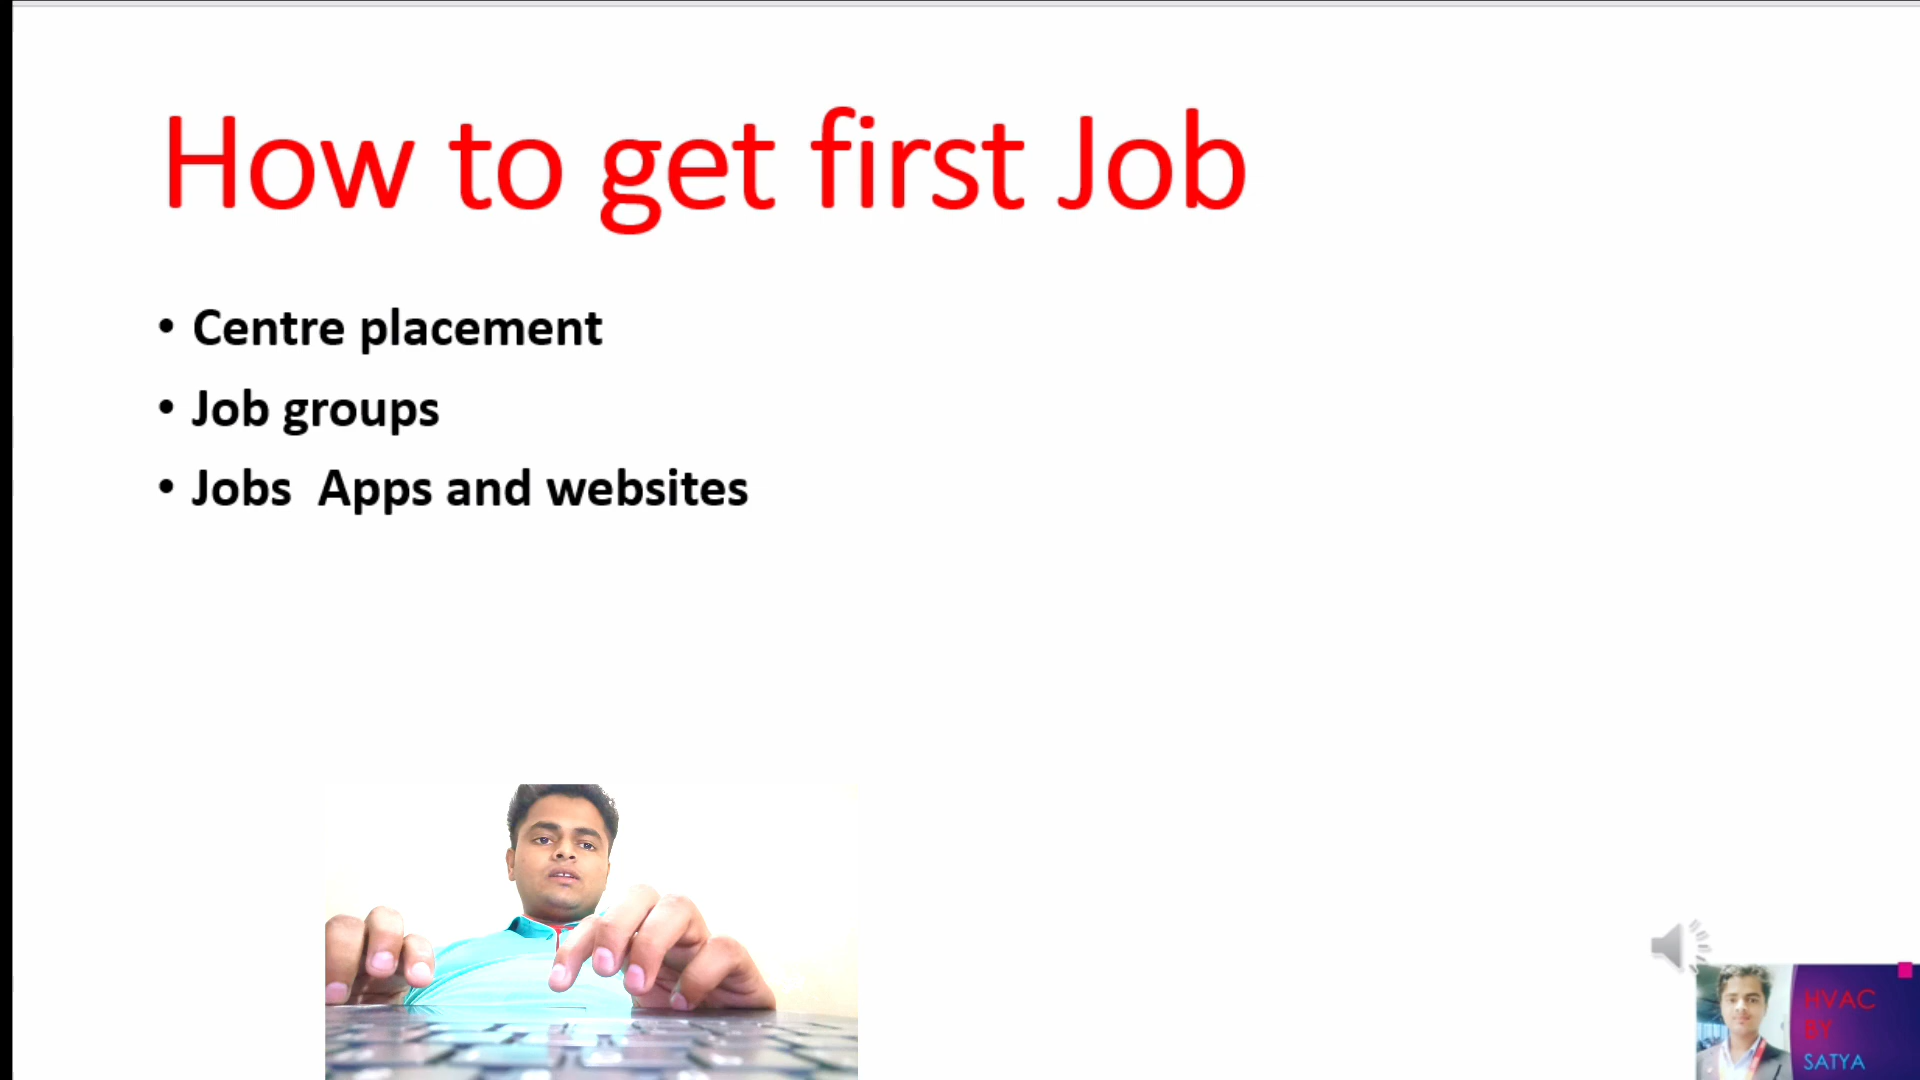 How to get first Job
• Centre placement
• Job groups
• Jobs  Apps and websites
HVAC
BY
SATYA